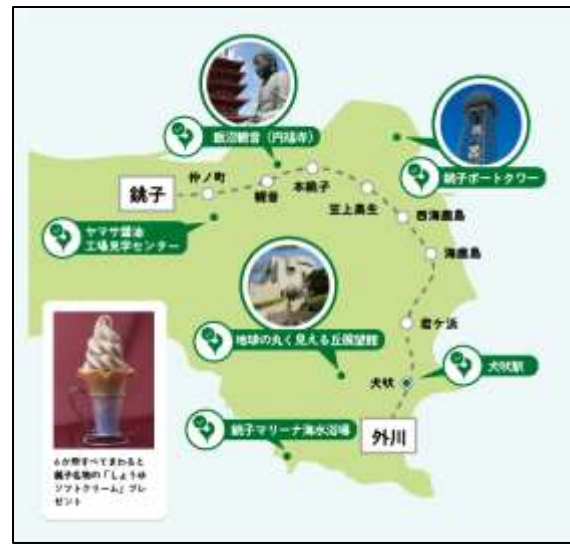 飯沼観音（円福寺）
銚子ポートタワー
銚子
仲ノ町
観音
本銚子
笠上黒生
西海鹿島
海鹿島
ヤマサ醤油
工場見学センター
地球の丸く見える丘展望館
君ケ浜
犬吠
犬吠駅
外川
銚子マリーナ海水浴場
6か所すべてまわると
銚子名物の「しょうゆ
ソフトクリーム」プレ
ゼント